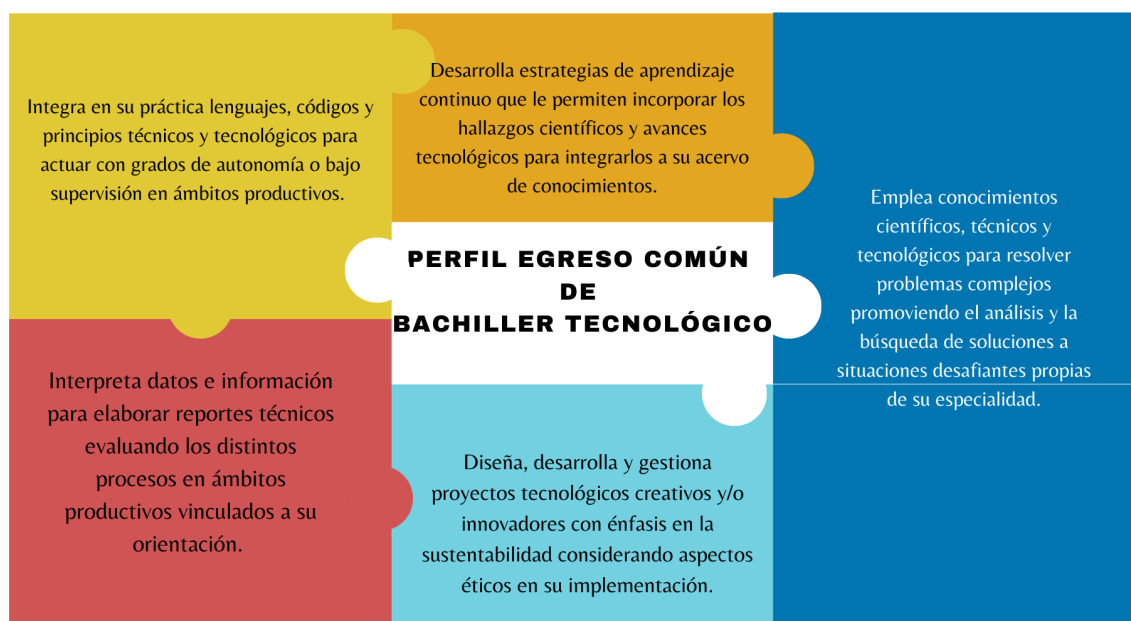 Integra en su práctica lenguajes, códigos y
principios técnicos y tecnológicos para
actuar con grados de autonomía o bajo
supervisión en ámbitos productivos.
Desarrolla estrategias de aprendizaje
continuo que le permiten incorporar los
hallazgos científicos y avances
tecnológicos para integrarlos a su acervo
de conocimientos.
Emplea conocimientos
científicos, técnicos y
tecnológicos para resolver
problemas complejos
promoviendo el análisis y la
búsqueda de soluciones a
situaciones desafiantes propias
de su especialidad.
PERFIL EGRESO COMÚN
DE
BACHILLER TECNOLÓGICO
Interpreta datos e información
para elaborar reportes técnicos
evaluando los distintos
procesos en ámbitos
productivos vinculados a su
orientación.
Diseña, desarrolla y gestiona
proyectos tecnológicos creativos y/o
innovadores con énfasis en la
sustentabilidad considerando aspectos
éticos en su implementación.